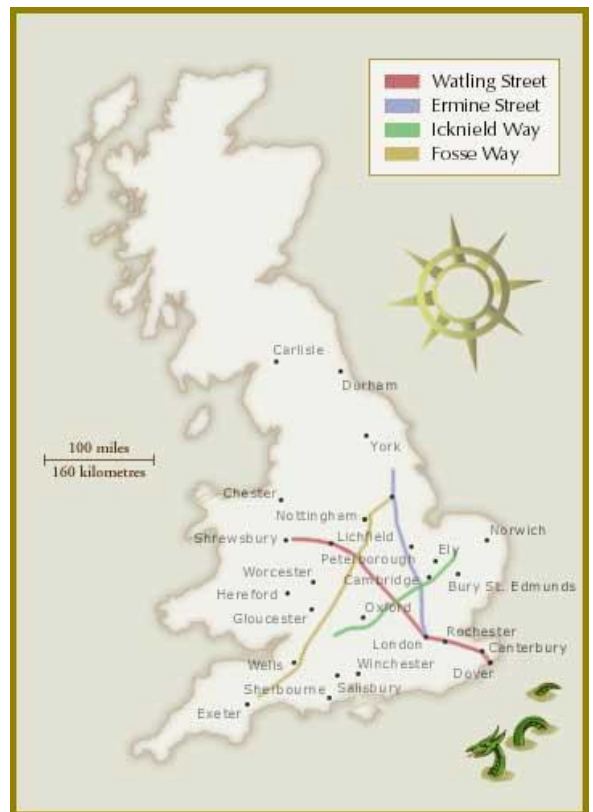 Watling Street
Ermine Street
Icknield Way
Fosse Way
Carlisle
Durham
100 miles
160 kilometres
York
Chester
Nottingham
Norwich
Shrewsbury
Lichfield
Peterborough
Ely
Worcester
Cambridge
Bury St. Edmunds
Hereford
Gloucester
Oxford
London
Rochester
Canterbury
Wells
Winchester
Dover
Sherbourne
Salisbury
Exeter